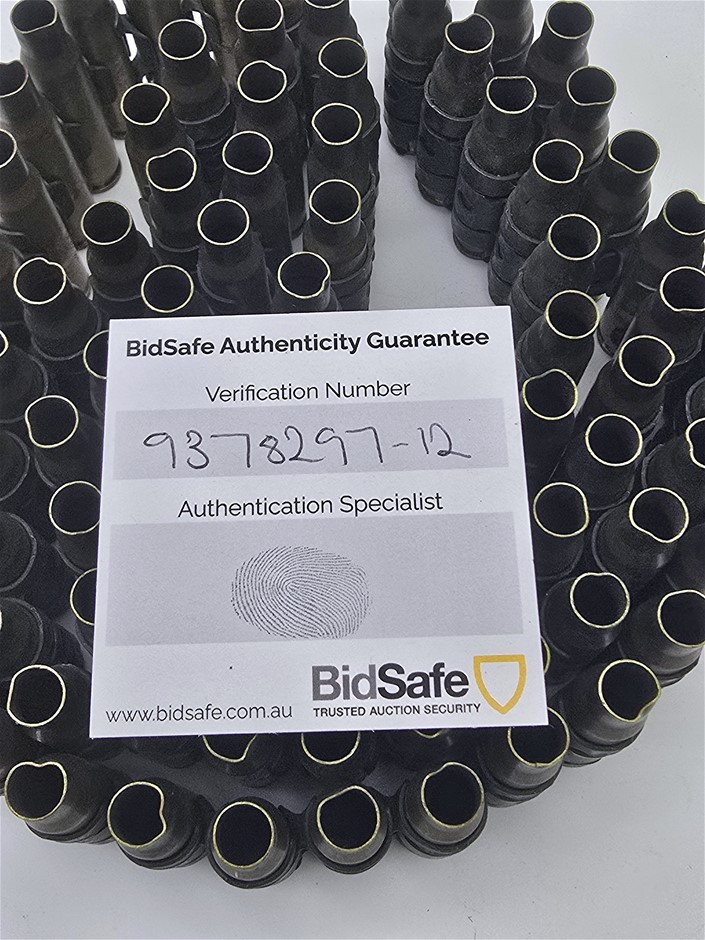 BidSafe Authenticity Guarantee
Verification Number
9378297-12
Authentication Specialist
BidSafe
www.bidsafe.com.au
TRUSTED AUCTION SECURITY